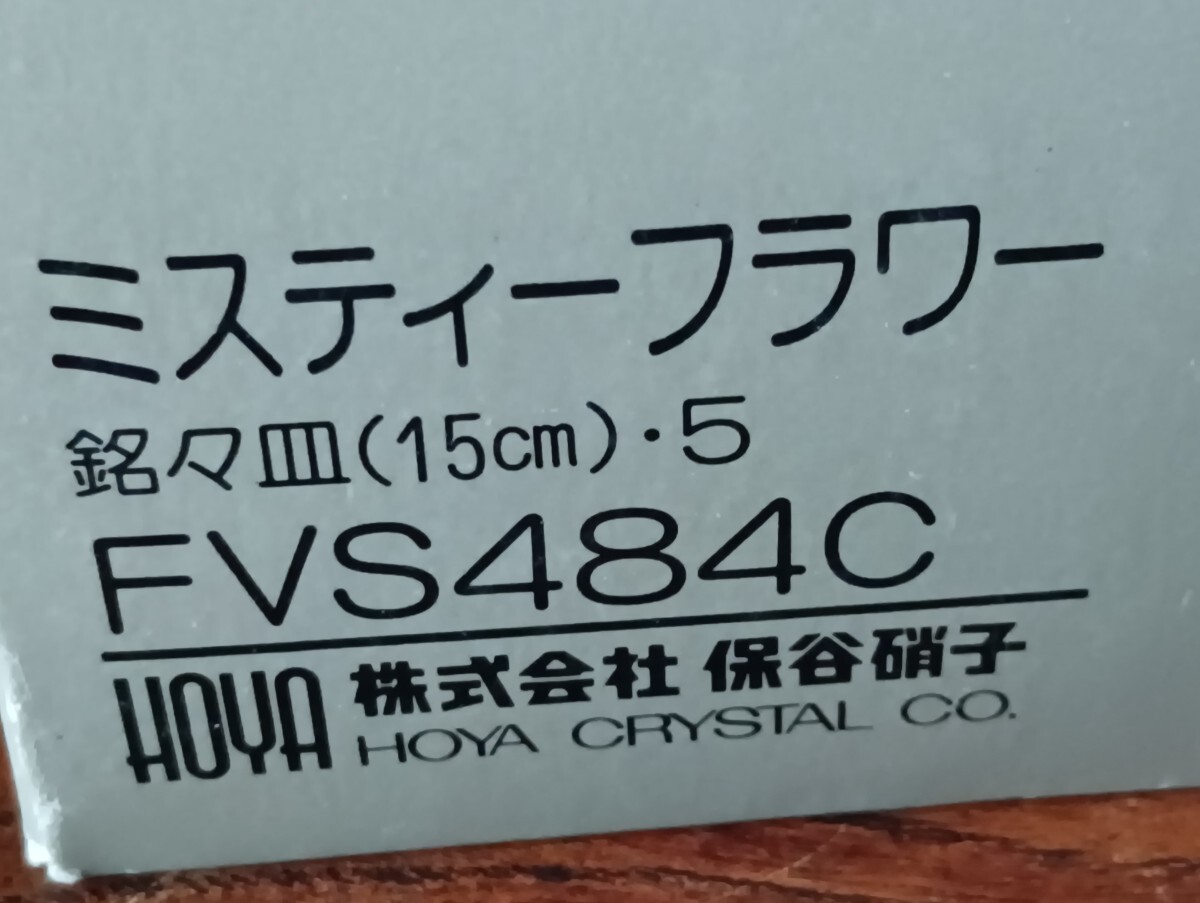 ミスティーフラワー
銘々皿(15cm)・5
FVS484C
HOYA 株式会社 保谷硝子
HOYA CRYSTAL CO.